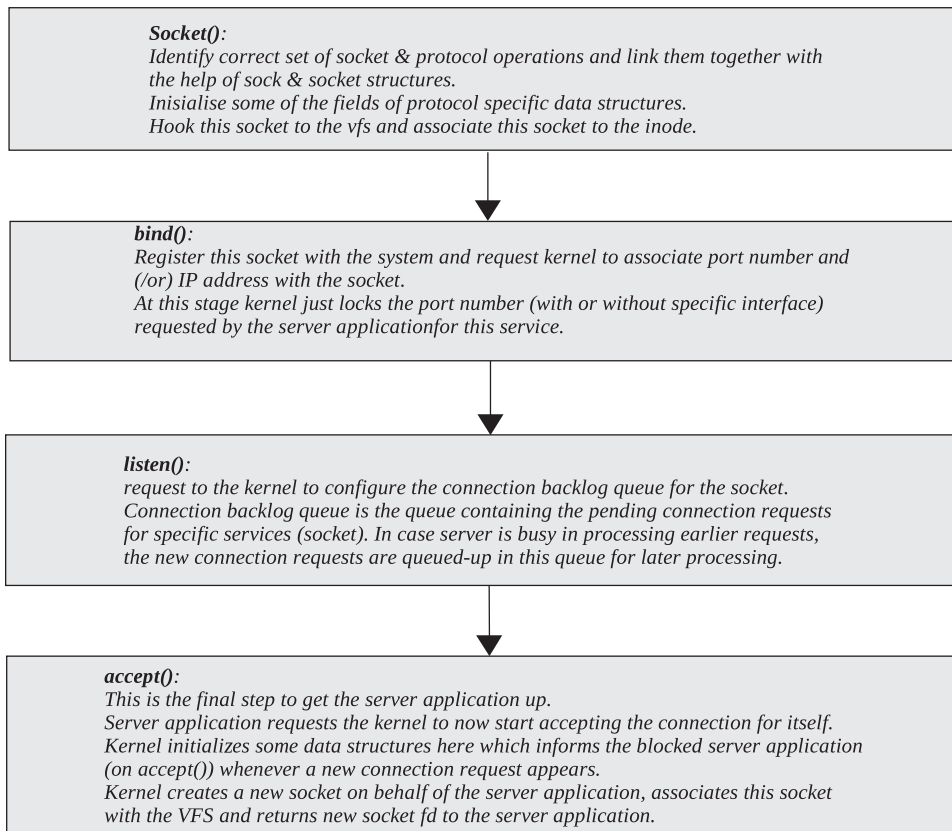 Socket():
Identify correct set of socket & protocol operations and link them together with
the help of sock & socket structures.
Inisialise some of the fields of protocol specific data structures.
Hook this socket to the vfs and associate this socket to the inode.
bind():
Register this socket with the system and request kernel to associate port number and
(/or) IP address with the socket.
At this stage kernel just locks the port number (with or without specific interface)
requested by the server applicationfor this service.
listen():
request to the kernel to configure the connection backlog queue for the socket.
Connection backlog queue is the queue containing the pending connection requests
for specific services (socket). In case server is busy in processing earlier requests,
the new connection requests are queued-up in this queue for later processing.
accept():
This is the final step to get the server application up.
Server application requests the kernel to now start accepting the connection for itself.
Kernel initializes some data structures here which informs the blocked server application
(on accept()) whenever a new connection request appears.
Kernel creates a new socket on behalf of the server application, associates this socket
with the VFS and returns new socket fd to the server application.